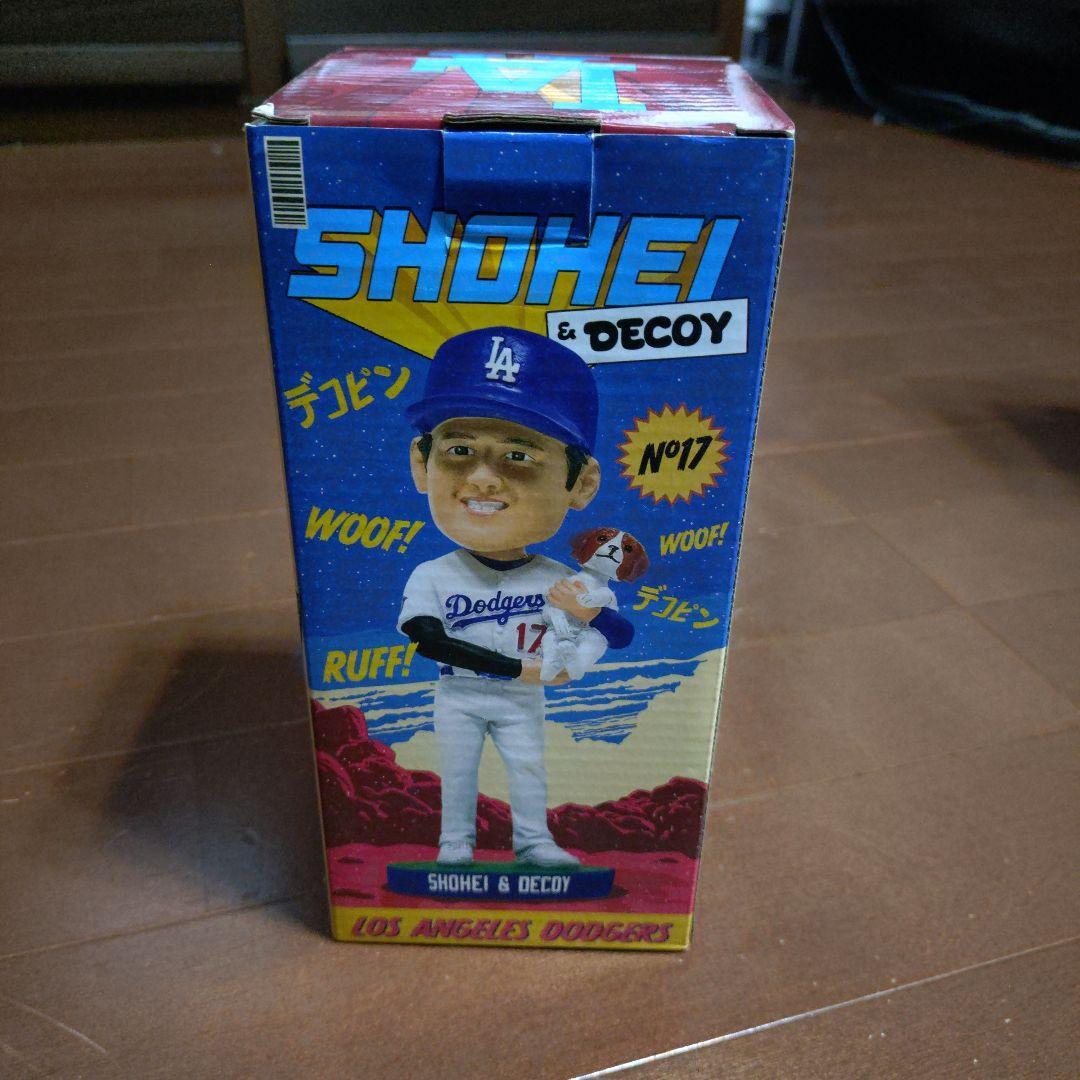 LA
SHOHEI
& DECOY
デコピン
LA
Nº17
WOOF!
WOOF!
デコピン
Dodgers
17
RUFF!
SHOHEI & DECOY
LOS ANGELES DODGERS